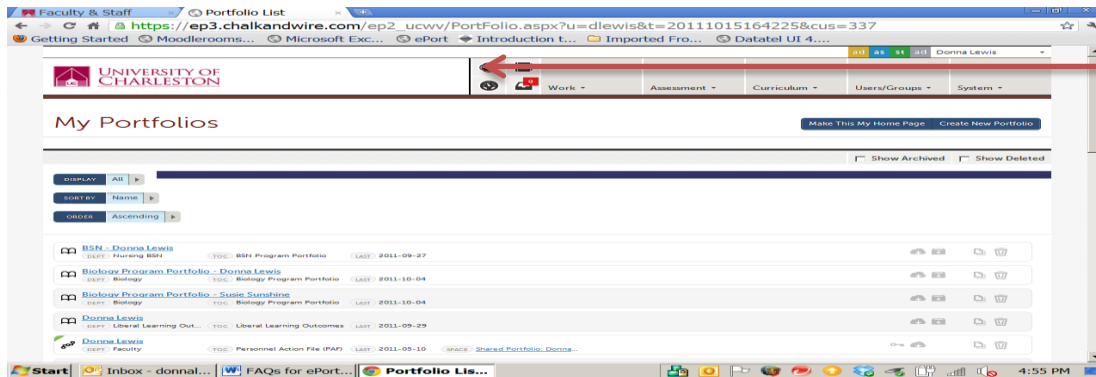 Faculty & Staff
Portfolio List
https://ep3.chalkandwire.com/ep2_ucwv/PortFolio.aspx?u=dlewis&t=20111015164225&cus=337
Getting Started Moodlerooms... Microsoft Exc... ePort Introduction t... Imported Fro... Datatel UI 4....
ad as st ad Donna Lewis
UC UNIVERSITY OF
CHARLESTON
0 Work Assessment Curriculum Users/Groups System
My Portfolios
Make This My Home Page Create New Portfolio
Show Archived Show Deleted
DISPLAY All
SORT BY Name
ORDER Ascending
BSN - Donna Lewis
DEPT Nursing BSN TOC BSN Program Portfolio LAST 2011-09-27
Biology Program Portfolio - Donna Lewis
DEPT Biology TOC Biology Program Portfolio LAST 2011-10-04
Biology Program Portfolio - Susie Sunshine
DEPT Biology TOC Biology Program Portfolio LAST 2011-10-04
Donna Lewis
DEPT Liberal Learning Out... TOC Liberal Learning Outcomes LAST 2011-09-29
Donna Lewis
DEPT Faculty TOC Personnel Action File (PAF) LAST 2011-05-10 SPACE Shared Portfolio: Donna...
Start Inbox - donnal... FAQs for ePort... Portfolio Lis... 4:55 PM